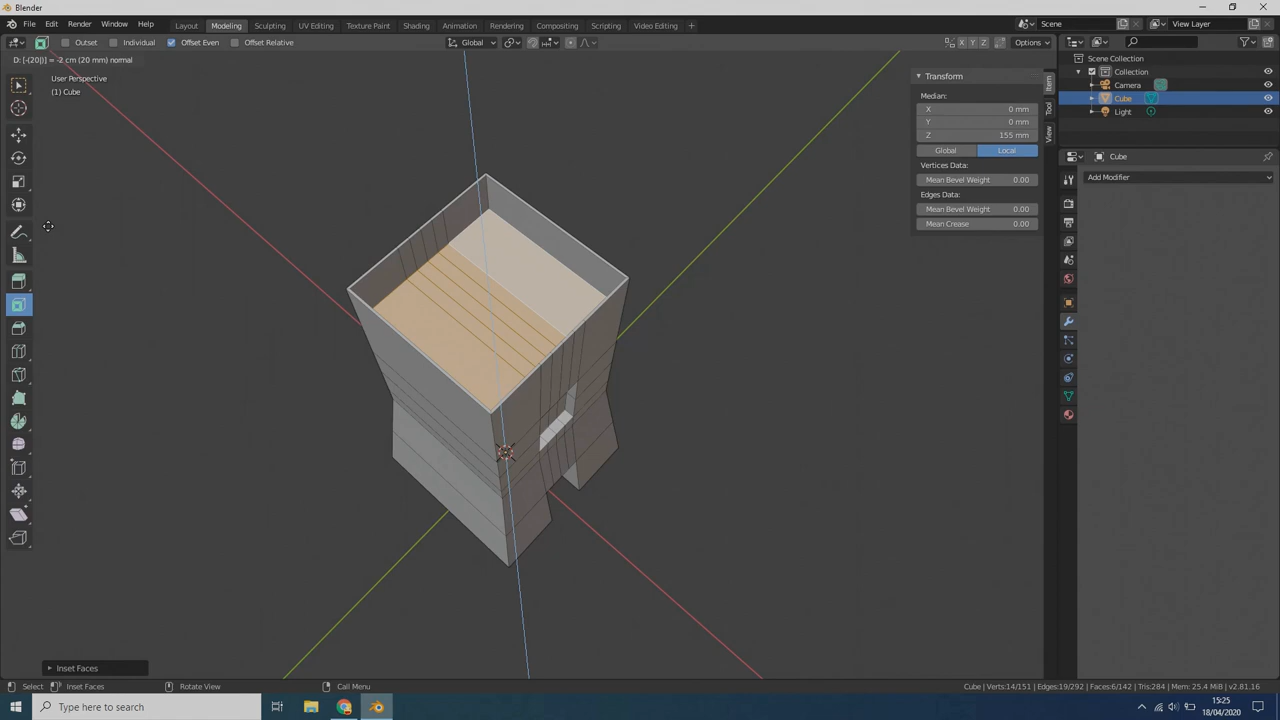 Blender
File Edit Render Window Help Layout Modeling Sculpting UV Editing Texture Paint Shading Animation Rendering Compositing Scripting Video Editing + Scene View Layer
Outset Individual Offset Even Offset Relative Global X Y Z Options
D: [-(20|)] = -2 cm (20 mm) normal
User Perspective
(1) Cube
Transform
Median:
X 0 mm
Y 0 mm
Z 155 mm
Global Local
Vertices Data:
Mean Bevel Weight 0.00
Edges Data:
Mean Bevel Weight 0.00
Mean Crease 0.00
Item
Tool
View
Scene Collection
Collection
Camera
Cube
Light
Cube
Add Modifier
Inset Faces
Select Inset Faces Rotate View Call Menu Cube | Verts:14/151 | Edges:19/292 | Faces:6/142 | Tris:284 | Mem: 25.4 MiB | v2.81.16
Type here to search
15:25
18/04/2020